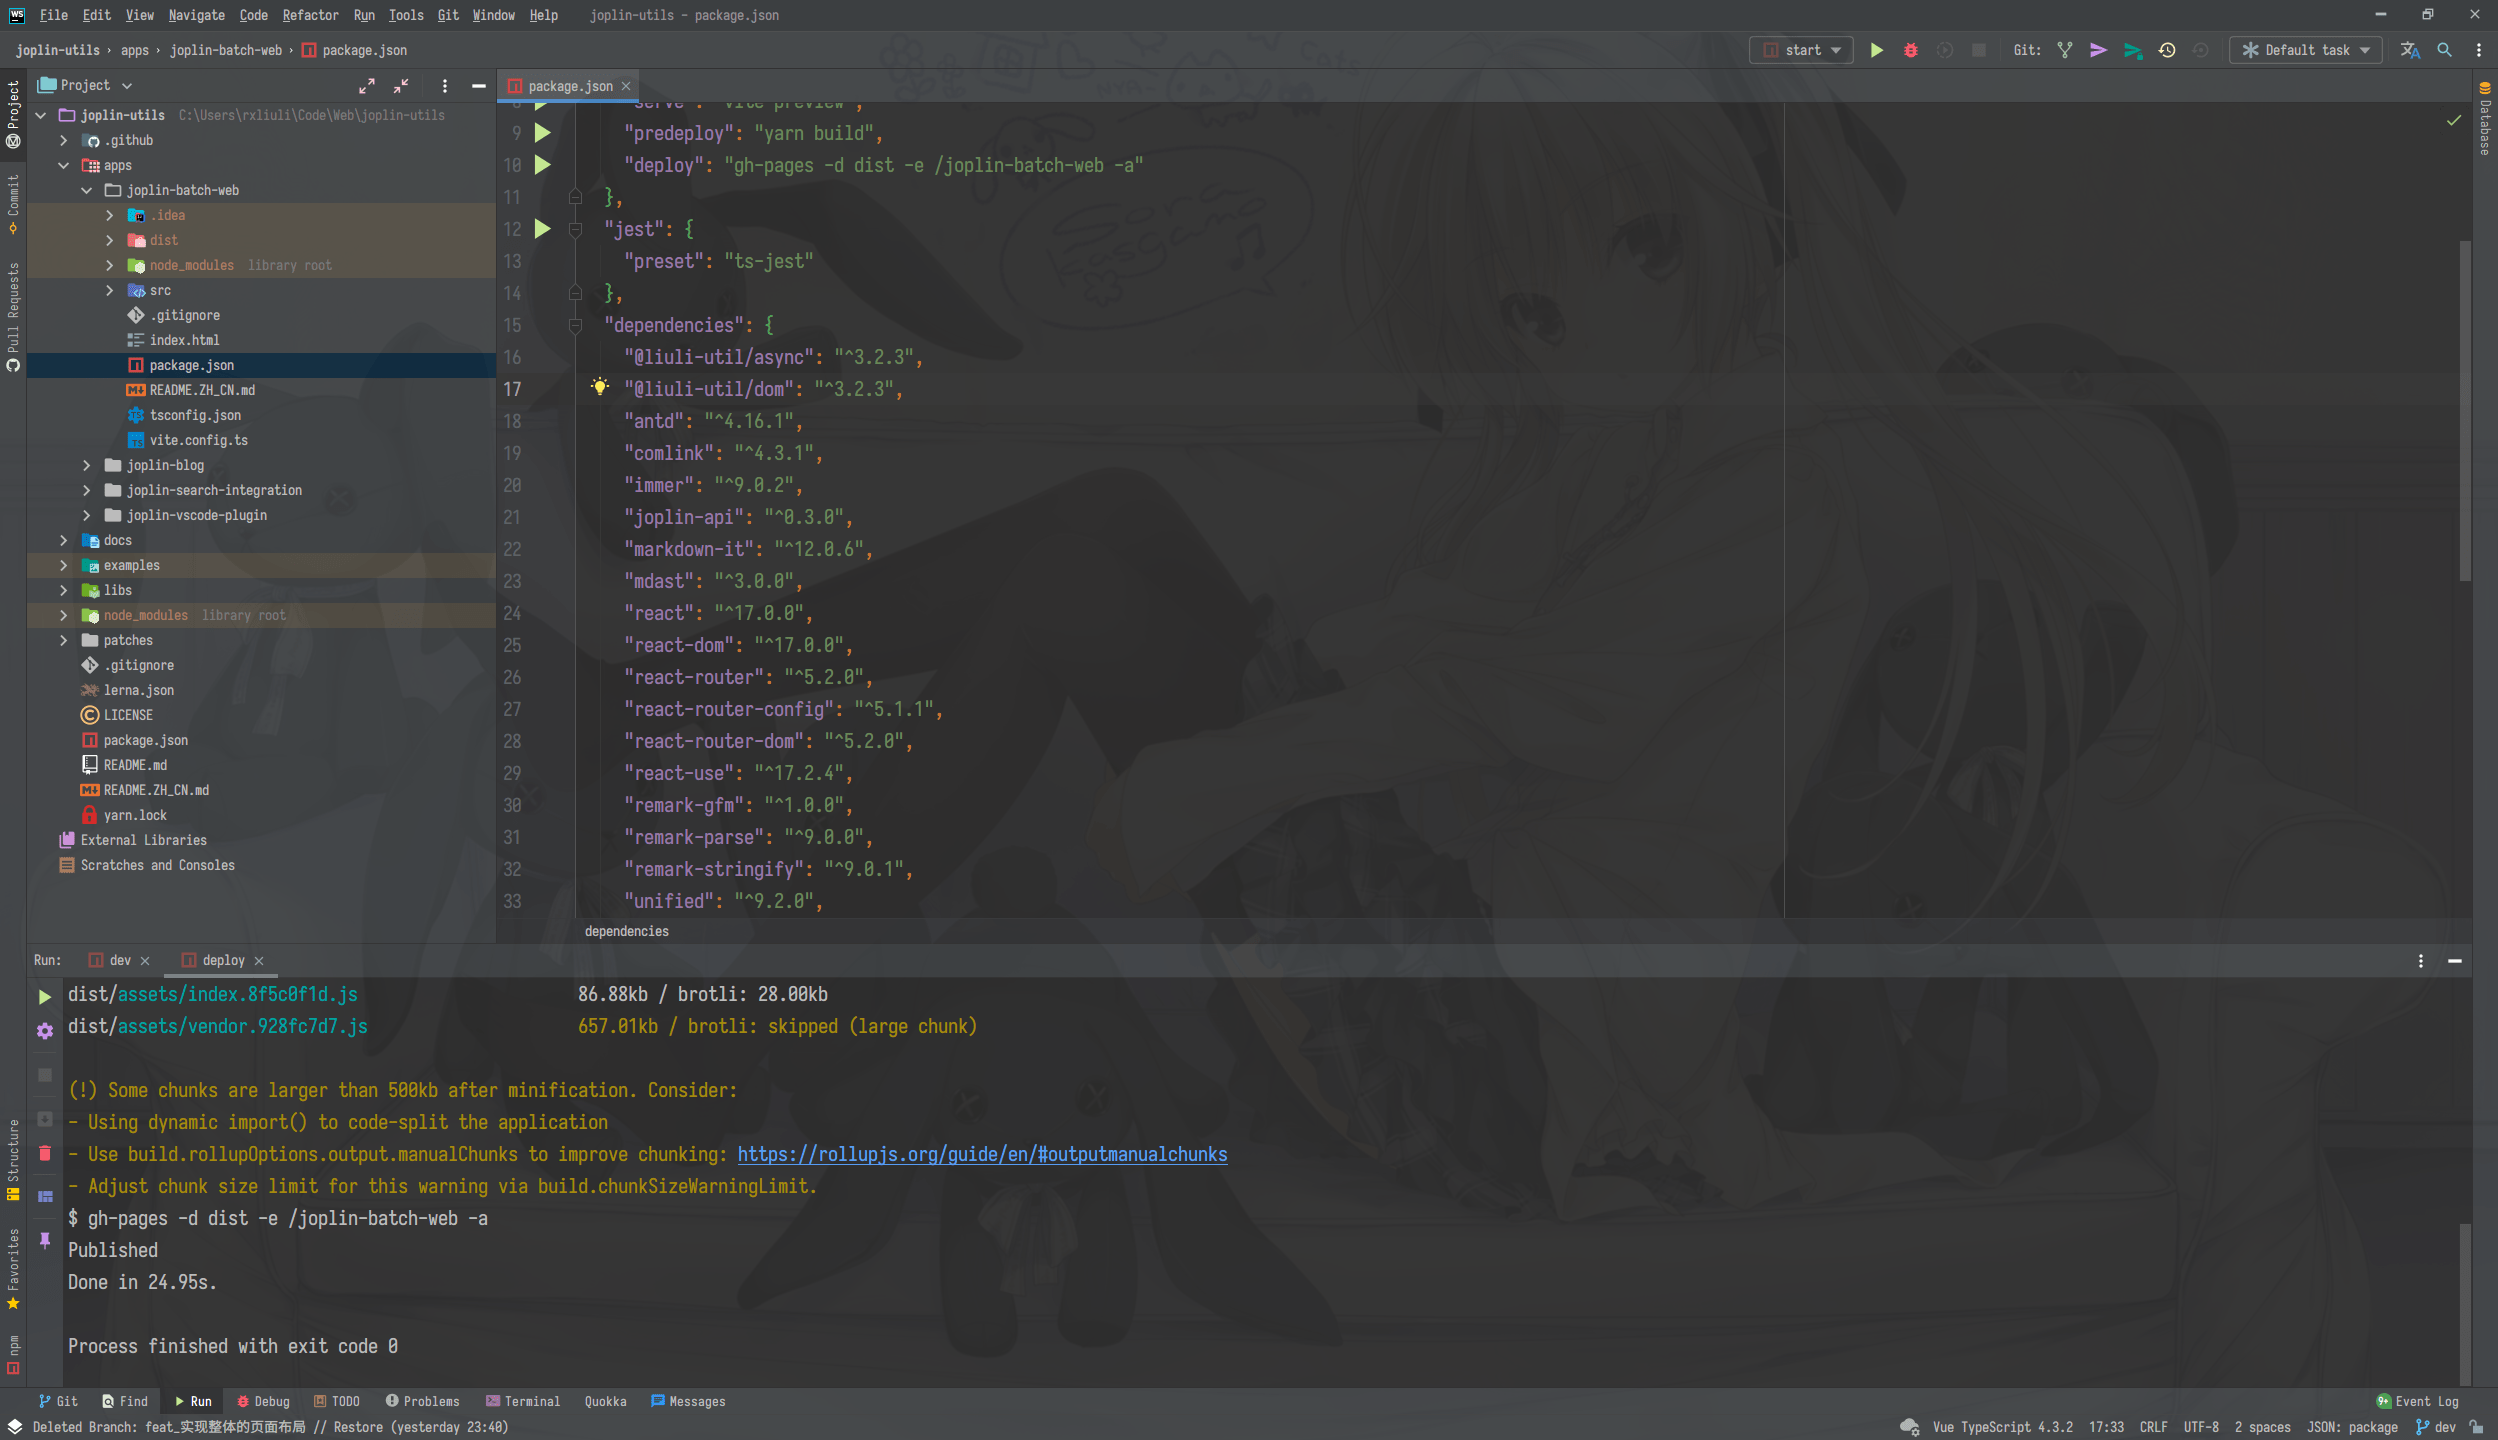 WS File Edit View Navigate Code Refactor Run Tools Git Window Help joplin-utils - package.json
joplin-utils › apps › joplin-batch-web › package.json
start Git: Default task
Project
package.json
Project
Commit
Pull Requests
Structure
Favorites
npm
Database
joplin-utils C:\Users\rxliuli\Code\Web\joplin-utils
.github
apps
joplin-batch-web
.idea
dist
node_modules library root
src
.gitignore
index.html
package.json
README.ZH_CN.md
tsconfig.json
vite.config.ts
joplin-blog
joplin-search-integration
joplin-vscode-plugin
docs
examples
libs
node_modules library root
patches
.gitignore
lerna.json
LICENSE
package.json
README.md
README.ZH_CN.md
yarn.lock
External Libraries
Scratches and Consoles
8 "serve": "vite preview",
9 "predeploy": "yarn build",
10 "deploy": "gh-pages -d dist -e /joplin-batch-web -a"
11 },
12 "jest": {
13 "preset": "ts-jest"
14 },
15 "dependencies": {
16 "@liuli-util/async": "^3.2.3",
17 "@liuli-util/dom": "^3.2.3",
18 "antd": "^4.16.1",
19 "comlink": "^4.3.1",
20 "immer": "^9.0.2",
21 "joplin-api": "^0.3.0",
22 "markdown-it": "^12.0.6",
23 "mdast": "^3.0.0",
24 "react": "^17.0.0",
25 "react-dom": "^17.0.0",
26 "react-router": "^5.2.0",
27 "react-router-config": "^5.1.1",
28 "react-router-dom": "^5.2.0",
29 "react-use": "^17.2.4",
30 "remark-gfm": "^1.0.0",
31 "remark-parse": "^9.0.0",
32 "remark-stringify": "^9.0.1",
33 "unified": "^9.2.0",
dependencies
Run: dev deploy
dist/assets/index.8f5c0f1d.js 86.88kb / brotli: 28.00kb
dist/assets/vendor.928fc7d7.js 657.01kb / brotli: skipped (large chunk)
(!) Some chunks are larger than 500kb after minification. Consider:
- Using dynamic import() to code-split the application
- Use build.rollupOptions.output.manualChunks to improve chunking: https://rollupjs.org/guide/en/#outputmanualchunks
- Adjust chunk size limit for this warning via build.chunkSizeWarningLimit.
$ gh-pages -d dist -e /joplin-batch-web -a
Published
Done in 24.95s.
Process finished with exit code 0
Git Find Run Debug TODO Problems Terminal Quokka Messages 9+ Event Log
Deleted Branch: feat_实现整体的页面布局 // Restore (yesterday 23:40) Vue TypeScript 4.3.2 17:33 CRLF UTF-8 2 spaces JSON: package dev